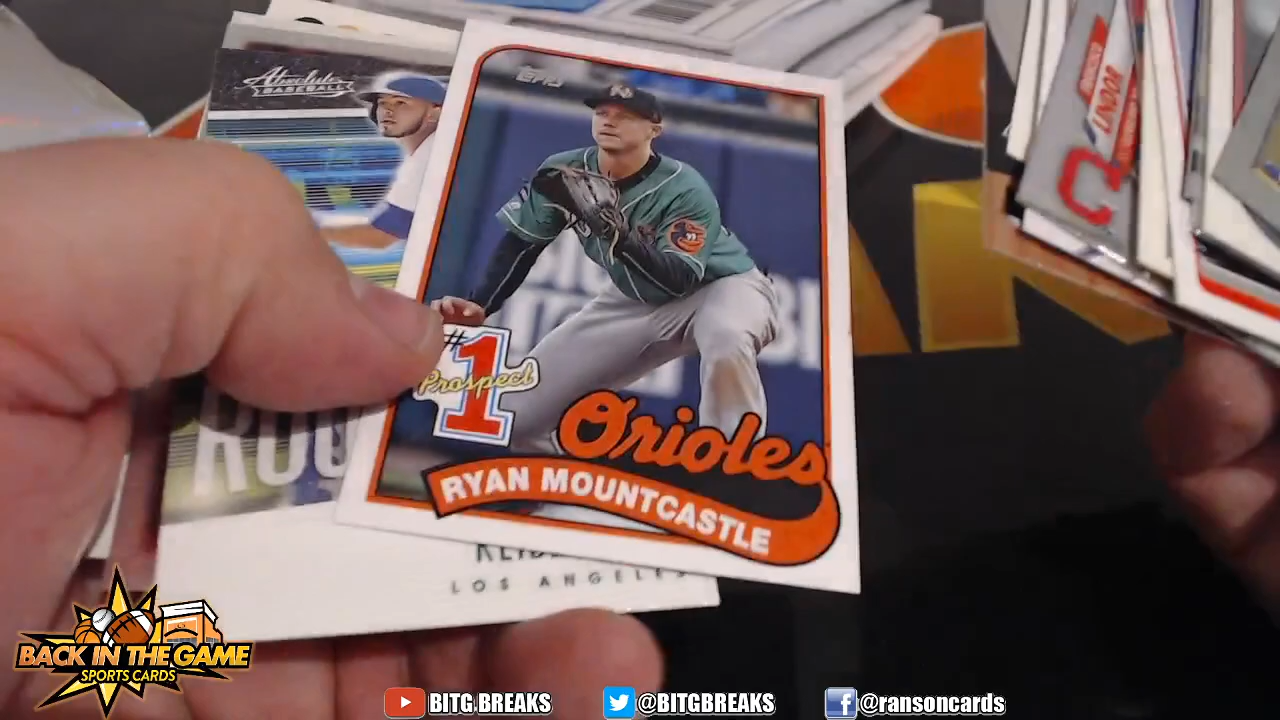 Absolute
BASEBALL
Topps
LINDOR
#1
Prospect
Orioles
RYAN MOUNTCASTLE
LOS ANGELES
BACK IN THE GAME
SPORTS CARDS
BITG BREAKS
@BITGBREAKS
@ransoncards